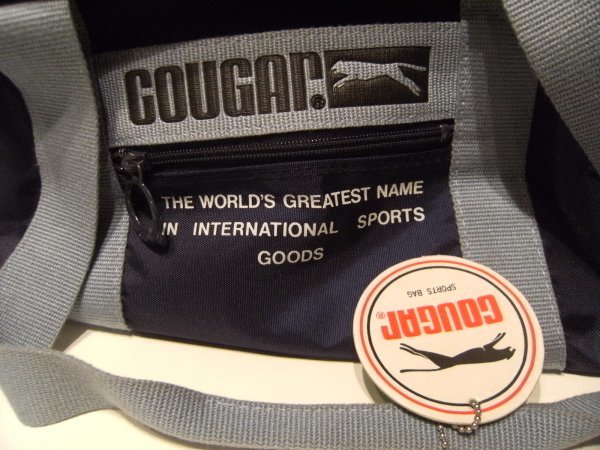 COUGAR®
THE WORLD'S GREATEST NAME
IN INTERNATIONAL SPORTS
GOODS
COUGAR®
SPORTS BAG